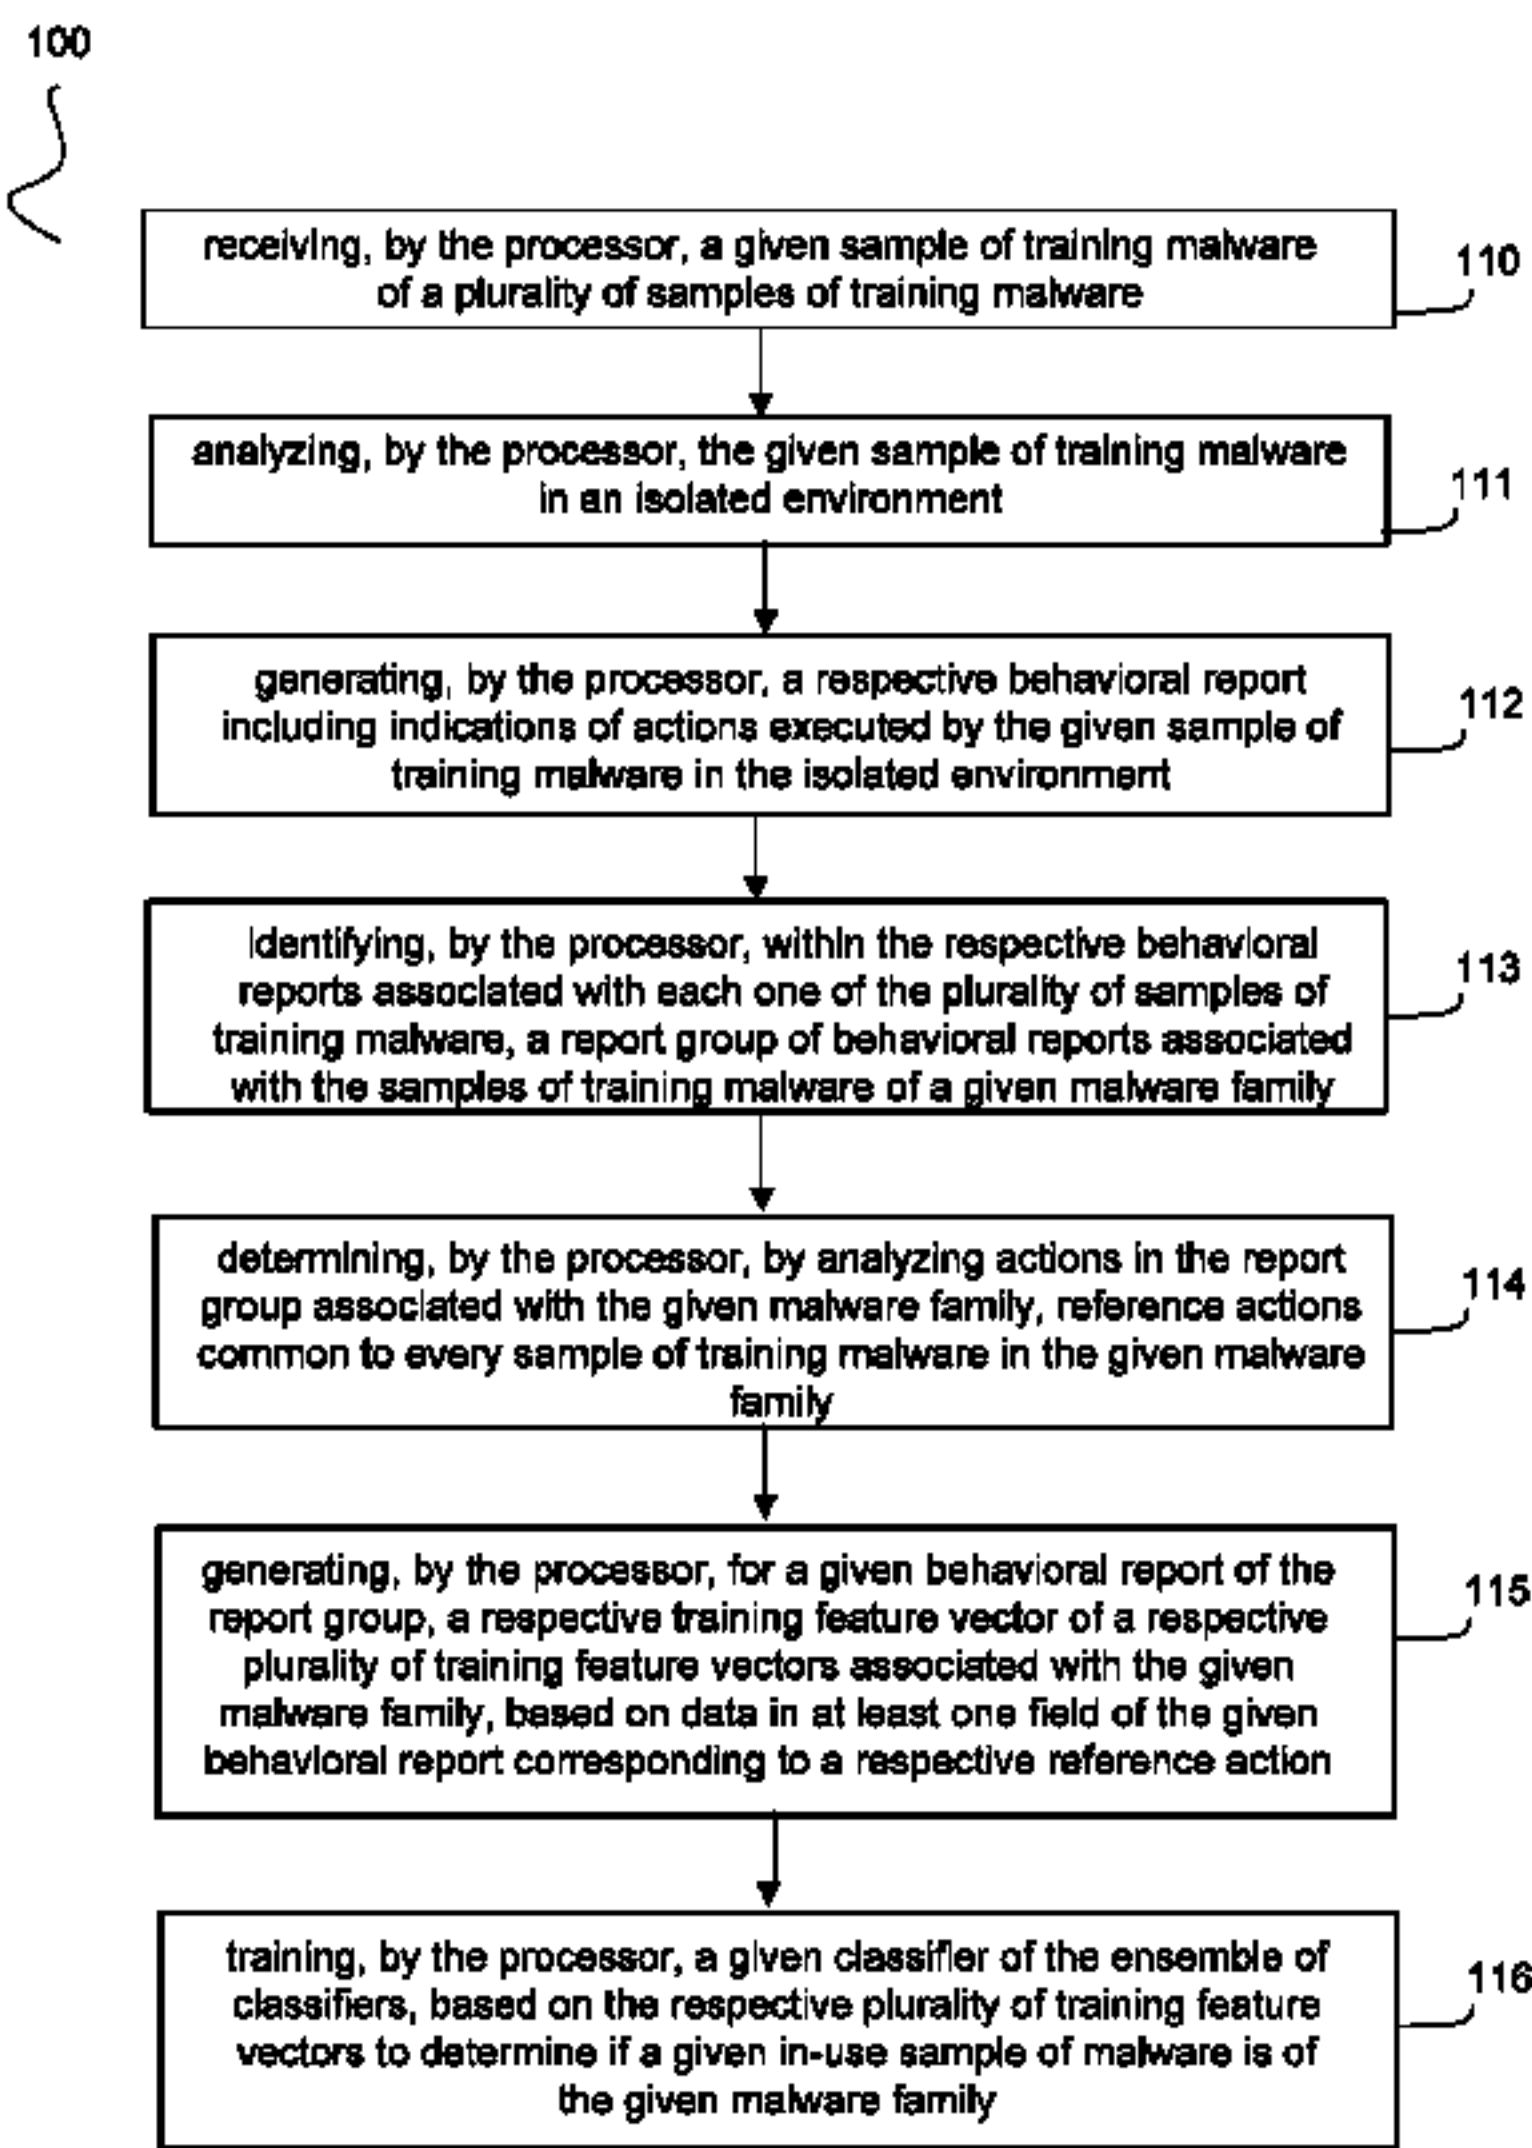 100
receiving, by the processor, a given sample of training malware
of a plurality of samples of training malware
110
analyzing, by the processor, the given sample of training malware
in an isolated environment
111
generating, by the processor, a respective behavioral report
including indications of actions executed by the given sample of
training malware in the isolated environment
112
identifying, by the processor, within the respective behavioral
reports associated with each one of the plurality of samples of
training malware, a report group of behavioral reports associated
with the samples of training malware of a given malware family
113
determining, by the processor, by analyzing actions in the report
group associated with the given malware family, reference actions
common to every sample of training malware in the given malware
family
114
generating, by the processor, for a given behavioral report of the
report group, a respective training feature vector of a respective
plurality of training feature vectors associated with the given
malware family, based on data in at least one field of the given
behavioral report corresponding to a respective reference action
115
training, by the processor, a given classifier of the ensemble of
classifiers, based on the respective plurality of training feature
vectors to determine if a given in-use sample of malware is of
the given malware family
116